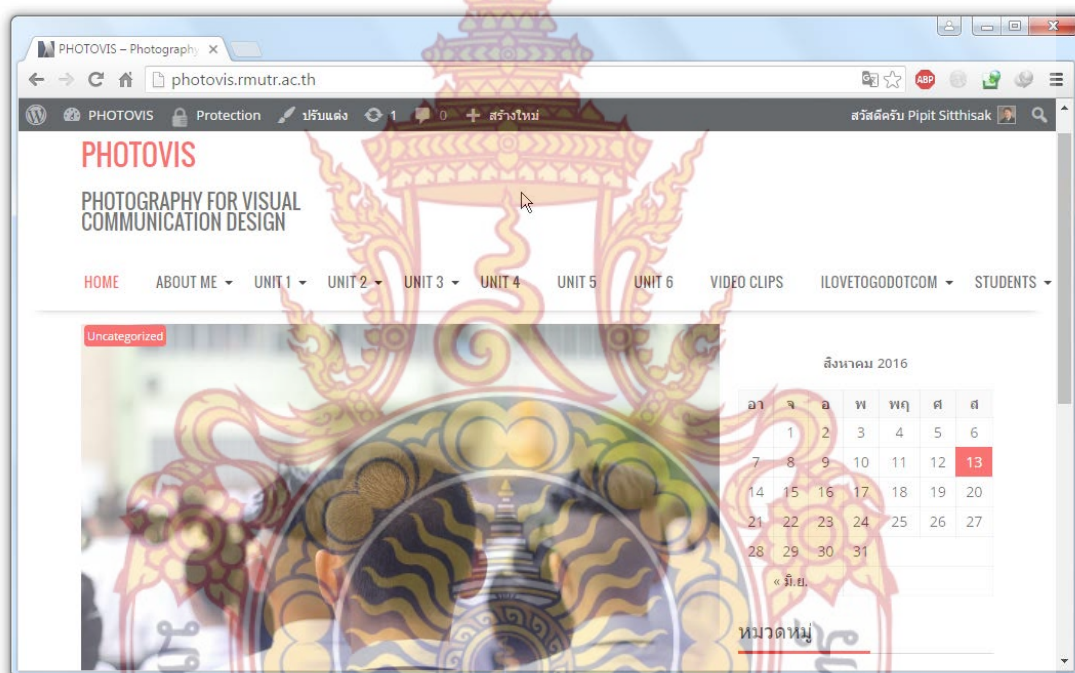 PHOTOVIS – Photography
photovis.rmutr.ac.th
ABP
PHOTOVIS Protection ปรับแต่ง 1 0 + สร้างใหม่ สวัสดีครับ Pipit Sitthisak
PHOTOVIS
PHOTOGRAPHY FOR VISUAL
COMMUNICATION DESIGN
HOME ABOUT ME UNIT 1 UNIT 2 UNIT 3 UNIT 4 UNIT 5 UNIT 6 VIDEO CLIPS ILOVETOGODOTCOM STUDENTS
Uncategorized
สิงหาคม 2016
อา จ อ พ พฤ ศ ส
1 2 3 4 5 6
7 8 9 10 11 12 13
14 15 16 17 18 19 20
21 22 23 24 25 26 27
28 29 30 31
« มิ.ย.
หมวดหมู่